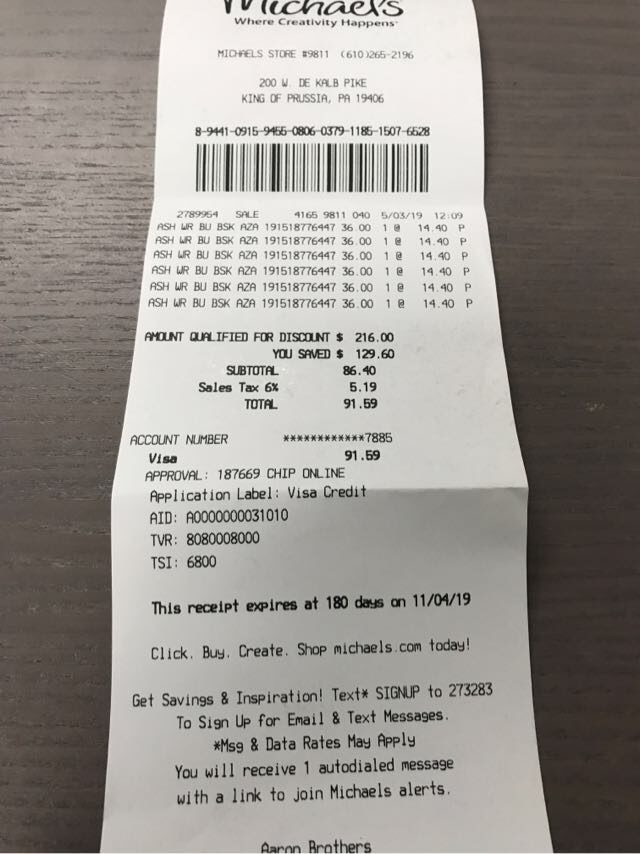 Michaels
Where Creativity Happens™
MICHAELS STORE #9811 (610)265-2196
200 W. DE KALB PIKE
KING OF PRUSSIA, PA 19406
8-9441-0915-9455-0806-0379-1185-1507-6528
2789954 SALE 4165 9811 040 5/03/19 12:09
ASH WR BU BSK AZA 191518776447 36.00 1 @ 14.40 P
ASH WR BU BSK AZA 191518776447 36.00 1 @ 14.40 P
ASH WR BU BSK AZA 191518776447 36.00 1 @ 14.40 P
ASH WR BU BSK AZA 191518776447 36.00 1 @ 14.40 P
ASH WR BU BSK AZA 191518776447 36.00 1 @ 14.40 P
ASH WR BU BSK AZA 191518776447 36.00 1 @ 14.40 P
AMOUNT QUALIFIED FOR DISCOUNT $ 216.00
YOU SAVED $ 129.60
SUBTOTAL 86.40
Sales Tax 6% 5.19
TOTAL 91.59
ACCOUNT NUMBER ************7885
Visa 91.59
APPROVAL: 187669 CHIP ONLINE
Application Label: Visa Credit
AID: A0000000031010
TVR: 8080008000
TSI: 6800
This receipt expires at 180 days on 11/04/19
Click. Buy. Create. Shop michaels.com today!
Get Savings & Inspiration! Text* SIGNUP to 273283
To Sign Up for Email & Text Messages.
*Msg & Data Rates May Apply
You will receive 1 autodialed message
with a link to join Michaels alerts.
Aaron Brothers